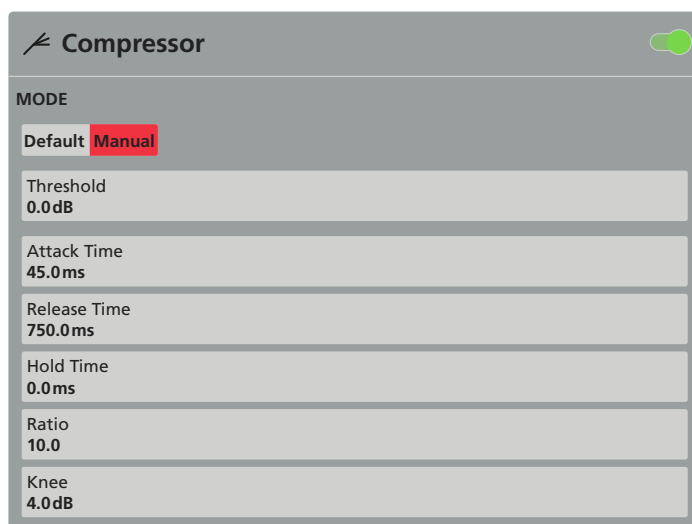 Compressor
MODE
Default Manual
Threshold
0.0dB
Attack Time
45.0ms
Release Time
750.0ms
Hold Time
0.0ms
Ratio
10.0
Knee
4.0dB